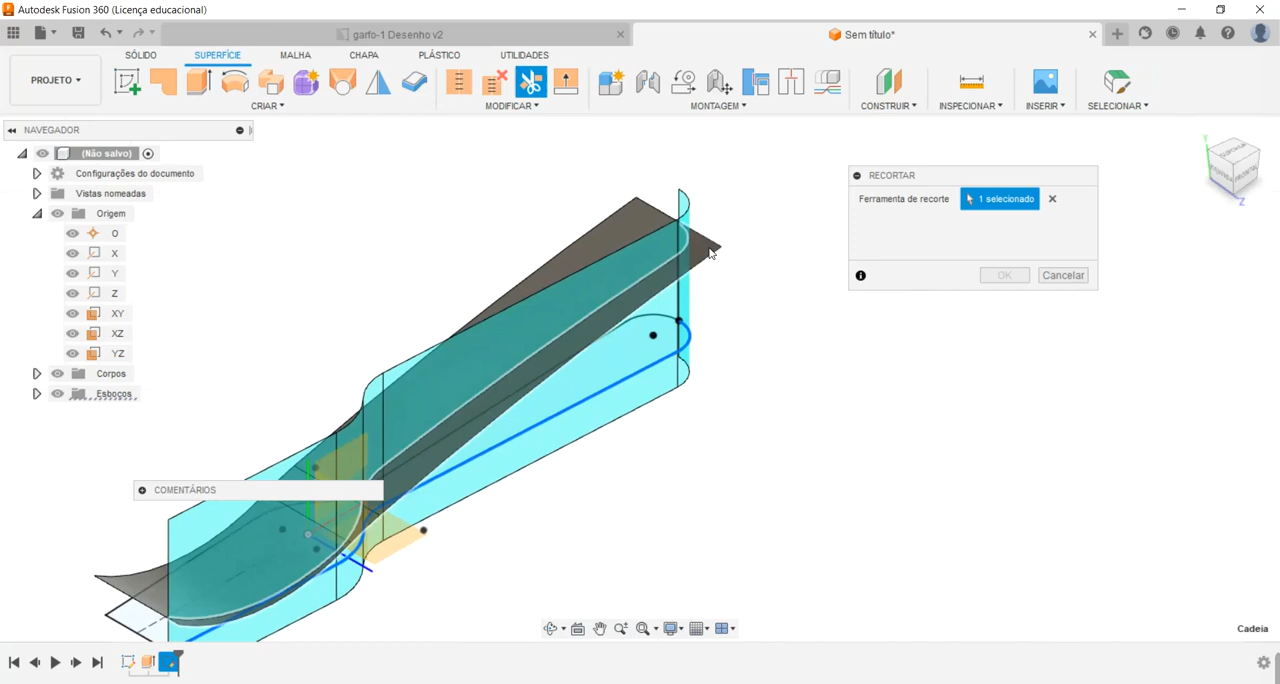 Autodesk Fusion 360 (Licença educacional)
garfo-1 Desenho v2
Sem título*
SÓLIDO SUPERFÍCIE MALHA CHAPA PLÁSTICO UTILIDADES
PROJETO
CRIAR MODIFICAR MONTAGEM CONSTRUIR INSPECIONAR INSERIR SELECIONAR
NAVEGADOR
(Não salvo)
Configurações do documento
Vistas nomeadas
Origem
O
X
Y
Z
XY
XZ
YZ
Corpos
Esboços
RECORTAR
Ferramenta de recorte 1 selecionado
OK Cancelar
Y
Z
COMENTÁRIOS
Cadeia